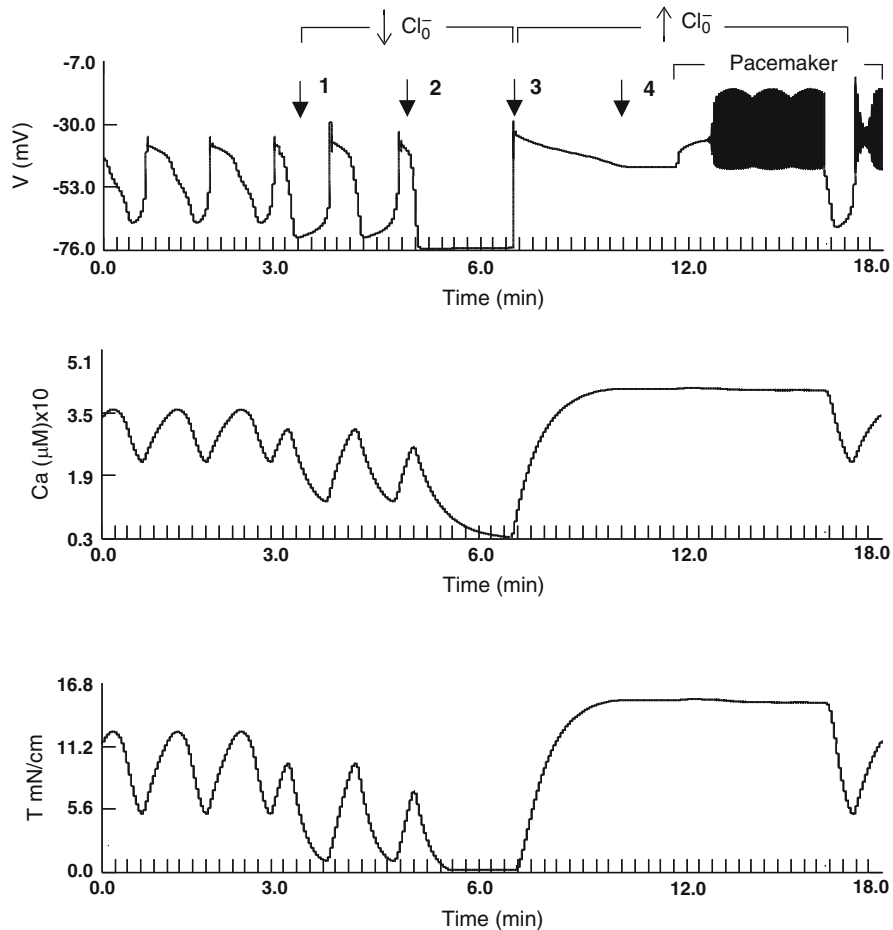 ↓ Cl₀⁻ ↑ Cl₀⁻
Pacemaker
1 2 3 4
V (mV)
-7.0
-30.0
-53.0
-76.0
0.0 3.0 6.0 12.0 18.0
Time (min)
Ca (μM)x10
5.1
3.5
1.9
0.3
0.0 3.0 6.0 12.0 18.0
Time (min)
T mN/cm
16.8
11.2
5.6
0.0
0.0 3.0 6.0 12.0 18.0
Time (min)